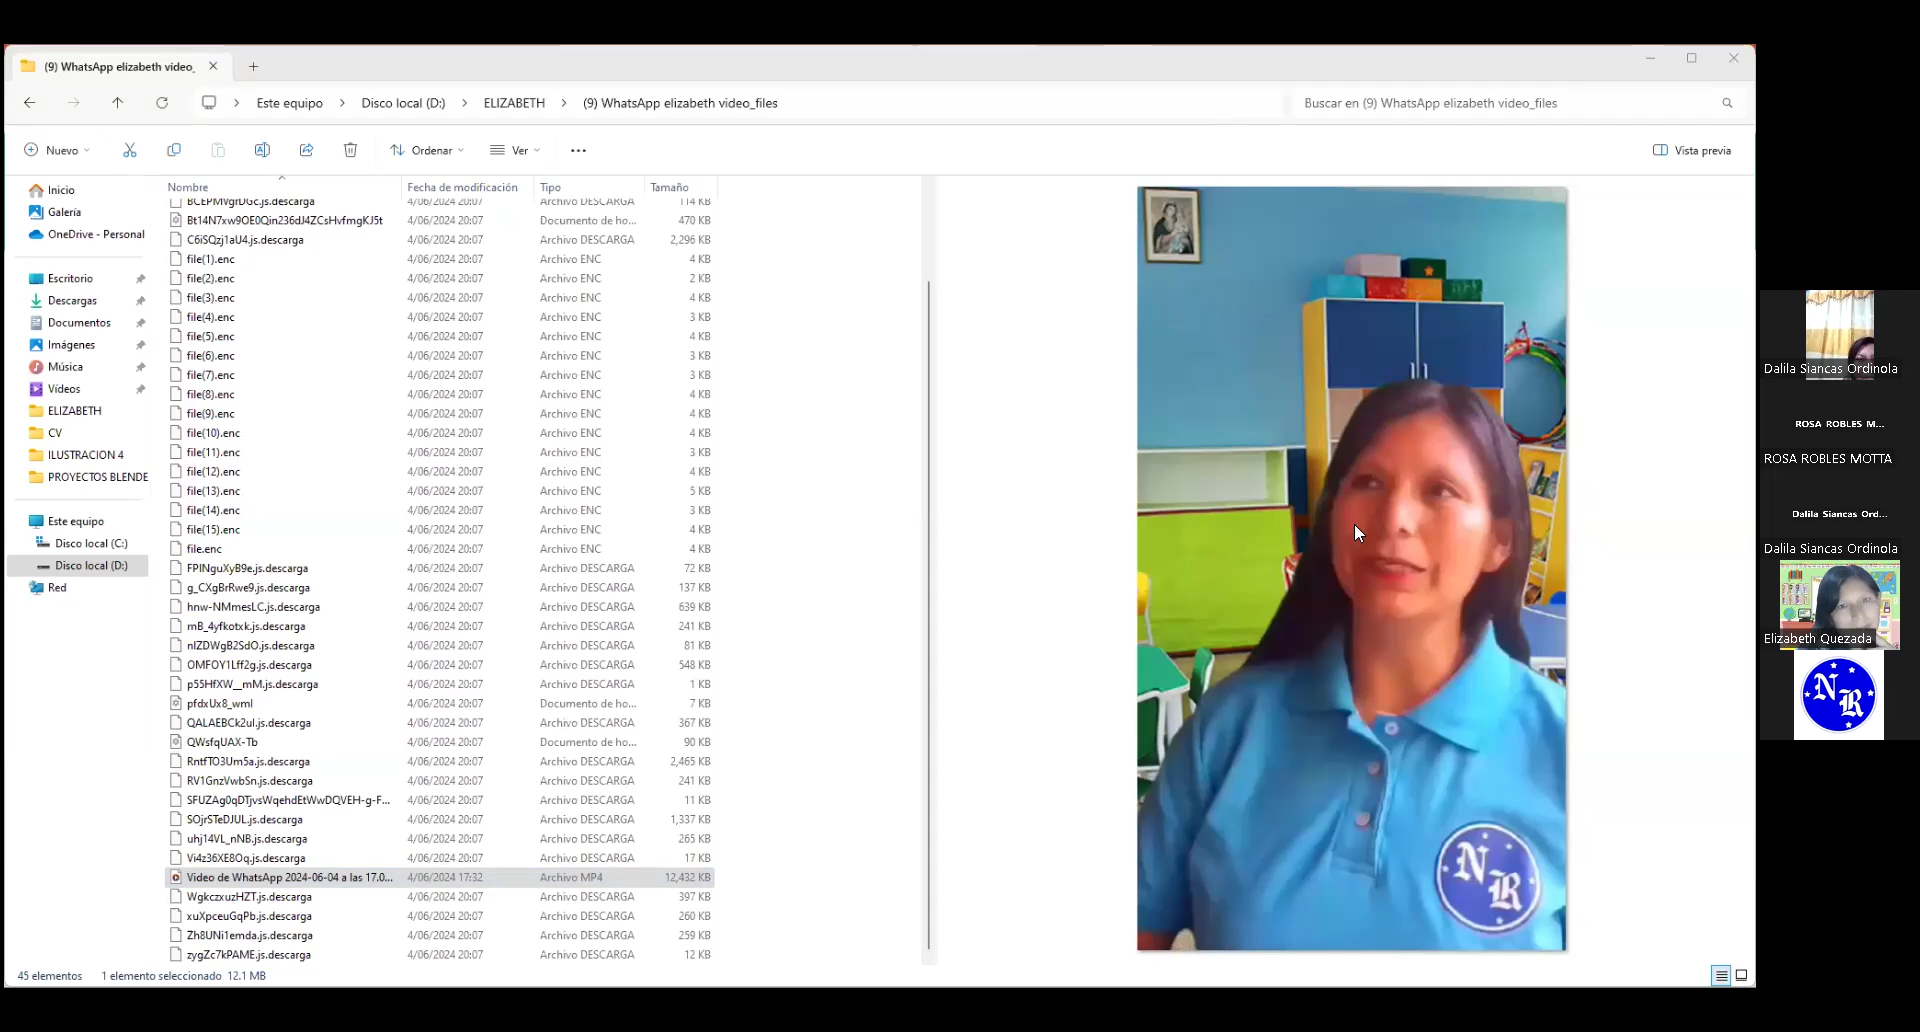 (9) WhatsApp elizabeth video_
Este equipo > Disco local (D:) > ELIZABETH > (9) WhatsApp elizabeth video_files
Buscar en (9) WhatsApp elizabeth video_files
Nuevo
Ordenar
Ver
Vista previa
Inicio
Galería
OneDrive - Personal
Escritorio
Descargas
Documentos
Imágenes
Música
Vídeos
ELIZABETH
CV
ILUSTRACION 4
PROYECTOS BLENDE
Este equipo
Disco local (C:)
Disco local (D:)
Red
Nombre Fecha de modificación Tipo Tamaño
BCEPMVgrDGc.js.descarga 4/06/2024 20:07 Archivo DESCARGA 114 KB
Bt14N7xw9OE0Qin236dJ4ZCsHvfmgKJ5t 4/06/2024 20:07 Documento de ho... 470 KB
C6iSQzj1aU4.js.descarga 4/06/2024 20:07 Archivo DESCARGA 2,296 KB
file(1).enc 4/06/2024 20:07 Archivo ENC 4 KB
file(2).enc 4/06/2024 20:07 Archivo ENC 2 KB
file(3).enc 4/06/2024 20:07 Archivo ENC 4 KB
file(4).enc 4/06/2024 20:07 Archivo ENC 3 KB
file(5).enc 4/06/2024 20:07 Archivo ENC 4 KB
file(6).enc 4/06/2024 20:07 Archivo ENC 3 KB
file(7).enc 4/06/2024 20:07 Archivo ENC 3 KB
file(8).enc 4/06/2024 20:07 Archivo ENC 4 KB
file(9).enc 4/06/2024 20:07 Archivo ENC 4 KB
file(10).enc 4/06/2024 20:07 Archivo ENC 4 KB
file(11).enc 4/06/2024 20:07 Archivo ENC 3 KB
file(12).enc 4/06/2024 20:07 Archivo ENC 4 KB
file(13).enc 4/06/2024 20:07 Archivo ENC 5 KB
file(14).enc 4/06/2024 20:07 Archivo ENC 3 KB
file(15).enc 4/06/2024 20:07 Archivo ENC 4 KB
file.enc 4/06/2024 20:07 Archivo ENC 4 KB
FPINguXyB9e.js.descarga 4/06/2024 20:07 Archivo DESCARGA 72 KB
g_CXgBrRwe9.js.descarga 4/06/2024 20:07 Archivo DESCARGA 137 KB
hnw-NMmesLC.js.descarga 4/06/2024 20:07 Archivo DESCARGA 639 KB
mB_4yfkotxk.js.descarga 4/06/2024 20:07 Archivo DESCARGA 241 KB
nIZDWgB2SdO.js.descarga 4/06/2024 20:07 Archivo DESCARGA 81 KB
OMFOY1Lff2g.js.descarga 4/06/2024 20:07 Archivo DESCARGA 548 KB
p55HfXW__mM.js.descarga 4/06/2024 20:07 Archivo DESCARGA 1 KB
pfdxUx8_wml 4/06/2024 20:07 Documento de ho... 7 KB
QALAEBCk2uI.js.descarga 4/06/2024 20:07 Archivo DESCARGA 367 KB
QWsfqUAX-Tb 4/06/2024 20:07 Documento de ho... 90 KB
RntfTO3Um5a.js.descarga 4/06/2024 20:07 Archivo DESCARGA 2,465 KB
RV1GnzVwbSn.js.descarga 4/06/2024 20:07 Archivo DESCARGA 241 KB
SFUZAg0qDTjvsWqehdEtWwDQVEH-g-F... 4/06/2024 20:07 Archivo DESCARGA 11 KB
SOjrSTeDJUL.js.descarga 4/06/2024 20:07 Archivo DESCARGA 1,337 KB
uhj14VL_nNB.js.descarga 4/06/2024 20:07 Archivo DESCARGA 265 KB
Vi4z36XE8Oq.js.descarga 4/06/2024 20:07 Archivo DESCARGA 17 KB
Video de WhatsApp 2024-06-04 a las 17.0... 4/06/2024 17:32 Archivo MP4 12,432 KB
WgkczxuzHZT.js.descarga 4/06/2024 20:07 Archivo DESCARGA 397 KB
xuXpceuGqPb.js.descarga 4/06/2024 20:07 Archivo DESCARGA 260 KB
Zh8UNi1emda.js.descarga 4/06/2024 20:07 Archivo DESCARGA 259 KB
zygZc7kPAME.js.descarga 4/06/2024 20:07 Archivo DESCARGA 12 KB
45 elementos 1 elemento seleccionado 12.1 MB
NR
Dalila Siancas Ordinola
ROSA ROBLES M...
ROSA ROBLES MOTTA
Dalila Siancas Ord...
Dalila Siancas Ordinola
Elizabeth Quezada
NR